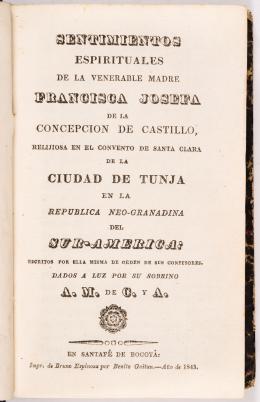 SENTIMIENTOS
ESPIRITUALES
DE LA VENERABLE MADRE
FRANCISCA JOSEFA
DE LA
CONCEPCION DE CASTILLO,
RELIJIOSA EN EL CONVENTO DE SANTA CLARA
DE LA
CIUDAD DE TUNJA
EN LA
REPUBLICA NEO-GRANADINA
DEL
SUR-AMERICA:
ESCRITOS POR ELLA MISMA DE ORDEN DE SUS CONFESORES.
DADOS A LUZ POR SU SOBRINO
A. M. DE C. Y A.
EN SANTAFÉ DE BOGOTÁ:
Impr. de Bruno Espinosa por Benito Gaitan.—Año de 1843.